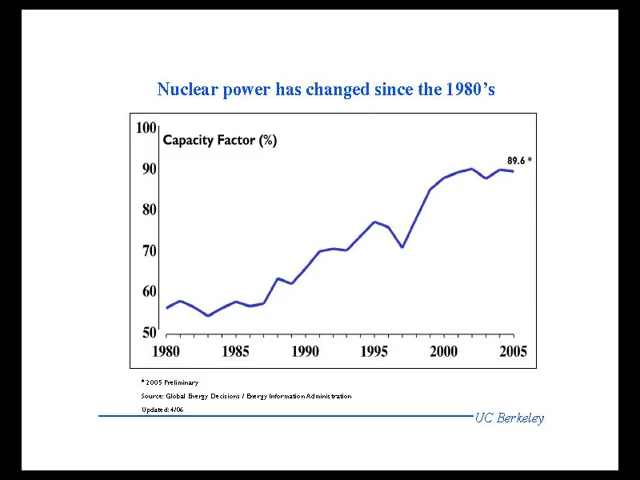 Nuclear power has changed since the 1980's
100
Capacity Factor (%)
89.6 *
90
80
70
60
50
1980 1985 1990 1995 2000 2005
* 2005 Preliminary
Source: Global Energy Decisions / Energy Information Administration
Updated: 4/06
UC Berkeley